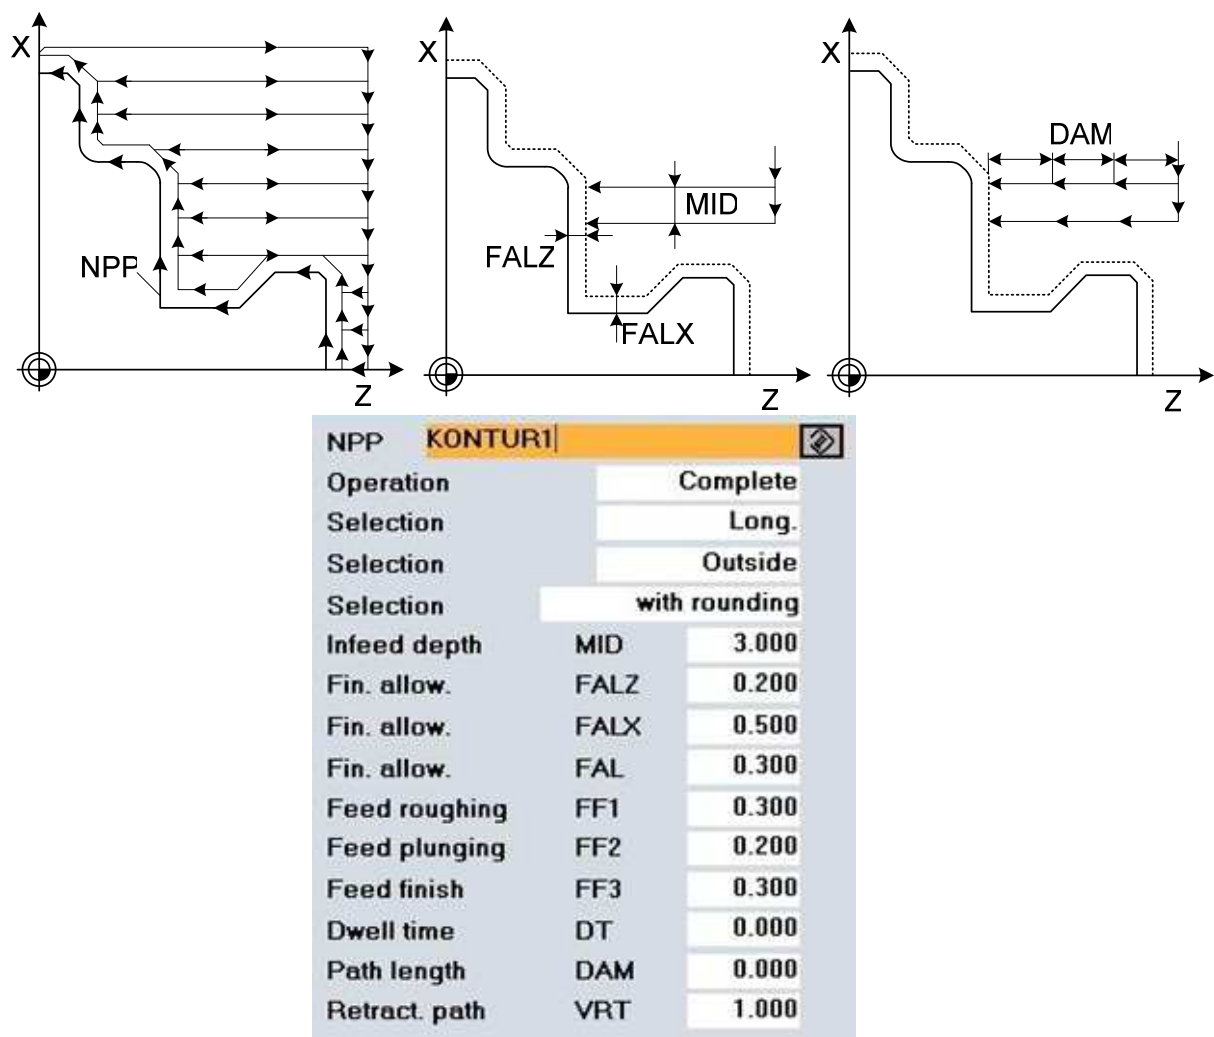 X
NPP
Z
X
MID
FALZ
FALX
Z
X
DAM
Z
NPP KONTUR1
Operation Complete
Selection Long.
Selection Outside
Selection with rounding
Infeed depth MID 3.000
Fin. allow. FALZ 0.200
Fin. allow. FALX 0.500
Fin. allow. FAL 0.300
Feed roughing FF1 0.300
Feed plunging FF2 0.200
Feed finish FF3 0.300
Dwell time DT 0.000
Path length DAM 0.000
Retract. path VRT 1.000